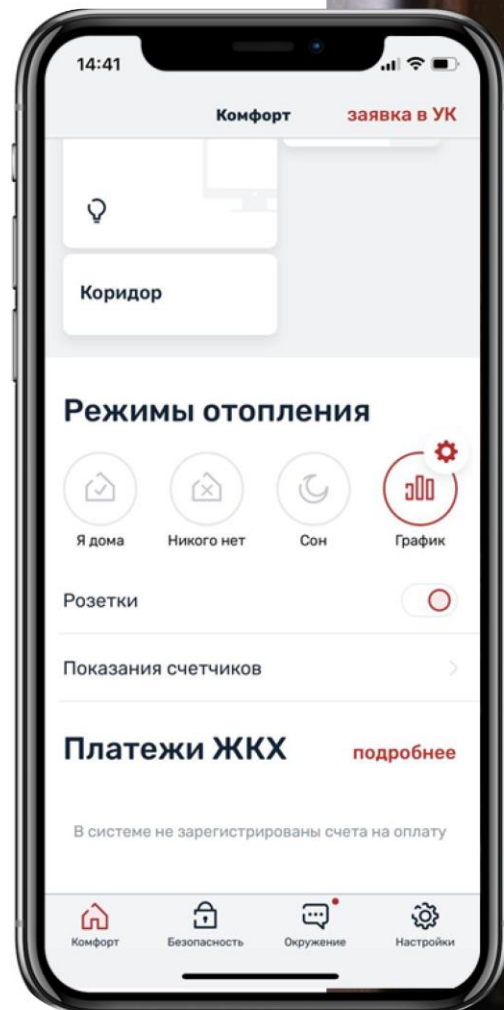 14:41
Комфорт заявка в УК
Коридор
Режимы отопления
Я дома Никого нет Сон График
Розетки
Показания счетчиков
Платежи ЖКХ подробнее
В системе не зарегистрированы счета на оплату
Комфорт Безопасность Окружение Настройки